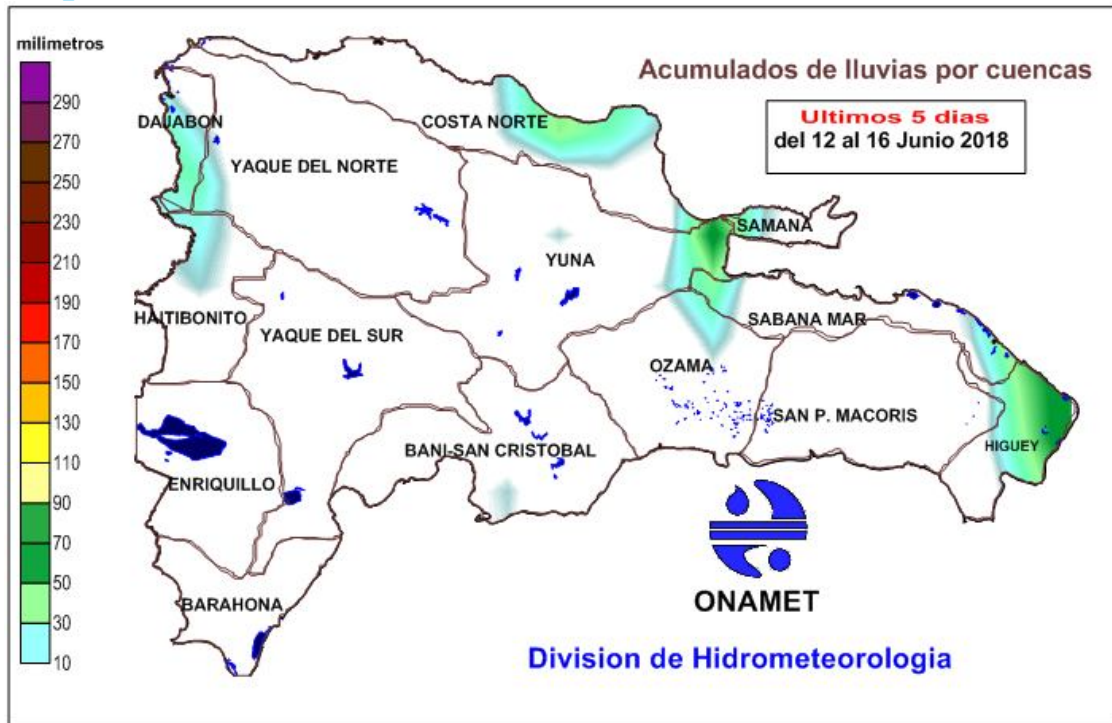 milimetros
290
270
250
230
210
190
170
150
130
110
90
70
50
30
10
Acumulados de lluvias por cuencas
Ultimos 5 dias
del 12 al 16 Junio 2018
DAJABON
COSTA NORTE
YAQUE DEL NORTE
SAMANA
YUNA
HAITIBONITO
YAQUE DEL SUR
SABANA MAR
OZAMA
SAN P. MACORIS
BANI-SAN CRISTOBAL
HIGUEY
ENRIQUILLO
BARAHONA
ONAMET
Division de Hidrometeorologia